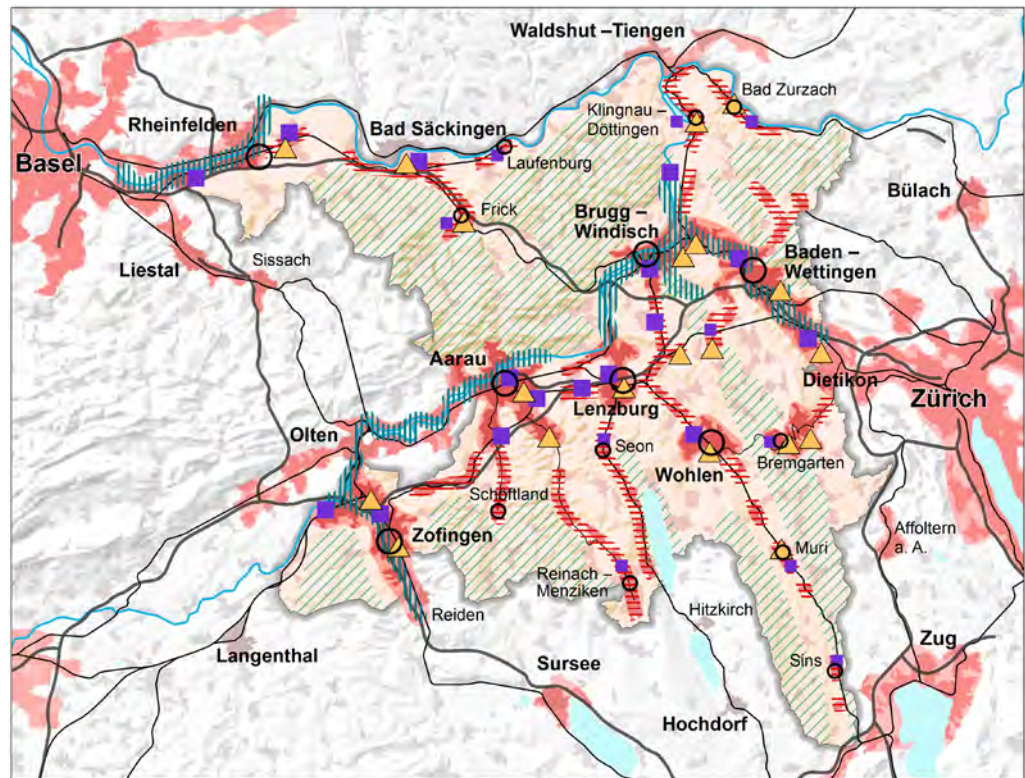 Waldshut –Tiengen
Bad Zurzach
Klingnau –
Döttingen
Rheinfelden
Bad Säckingen
Basel
Laufenburg
Bülach
Frick
Brugg –
Windisch
Baden –
Wettingen
Liestal
Sissach
Aarau
Dietikon
Zürich
Lenzburg
Olten
Seon
Wohlen
Bremgarten
Schöftland
Affoltern
a. A.
Zofingen
Muri
Reinach –
Menziken
Reiden
Hitzkirch
Langenthal
Sursee
Sins
Zug
Hochdorf